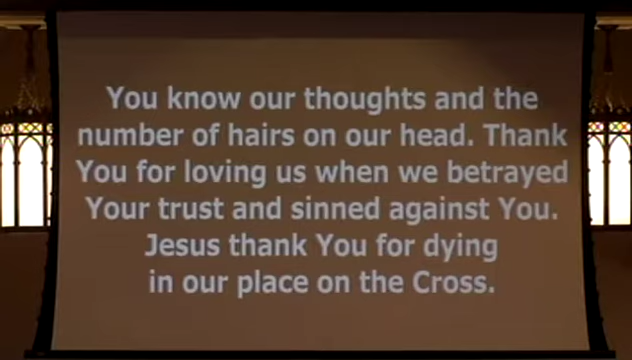 You know our thoughts and the
number of hairs on our head. Thank
You for loving us when we betrayed
Your trust and sinned against You.
Jesus thank You for dying
in our place on the Cross.